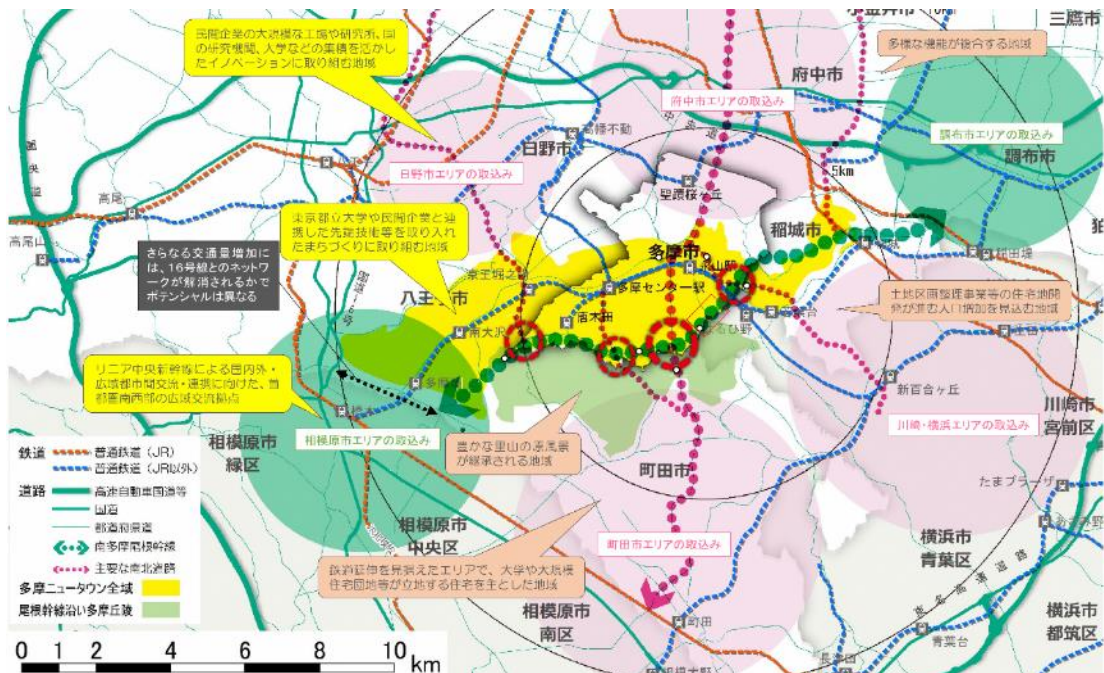 民間企業の大規模な工場や研究所、国
の研究機関、大学などの集積を活かし
たイノベーションに取り組む地域
三鷹市
多様な機能が複合する地域
府中市
府中市エリアの取込み
調布市エリアの取込み
調布市
高幡不動
日野市
日野市エリアの取込み
5km
聖蹟桜ヶ丘
高尾
高尾山
東京都立大学や民間企業と連
携した先端技術等を取り入れ
たまちづくりに取り組む地域
稲城市
多摩市
さらなる交通量増加に
は、16号線とのネットワ
ークが解消されるかで
ポテンシャルは異なる
多摩センター駅
八王子市
南大沢
土地区画整理事業等の住宅地開
発が進む人口増加を見込む地域
リニア中央新幹線による国内外・
広域都市間交流・連携に向けた、首
都圏南西部の広域交流拠点
新百合ヶ丘
川崎・横浜エリアの取込み
川崎市
宮前区
相模原市
緑区
相模原市エリアの取込み
豊かな里山の原風景
が継承される地域
町田市
たまプラーザ
鉄道
普通鉄道（JR）
普通鉄道（JR以外）
道路
高速自動車国道等
国道
都道府県道
南多摩尾根幹線
主要な南北道路
多摩ニュータウン全域
尾根幹線沿い多摩丘陵
相模原市
中央区
町田市エリアの取込み
横浜市
青葉区
鉄道延伸を見据えたエリアで、大学や大規模
住宅団地等が立地する住宅を主とした地域
東名高速道路
相模原市
南区
町田
青葉台
横浜市
都筑区
0 1 2 4 6 8 10
km